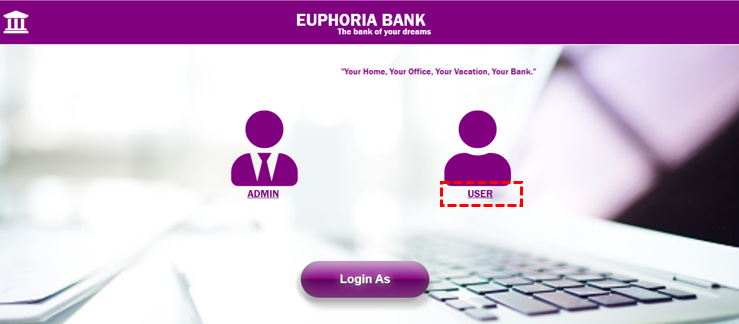 EUPHORIA BANK
The bank of your dreams
"Your Home, Your Office, Your Vacation, Your Bank."
ADMIN
USER
Login As